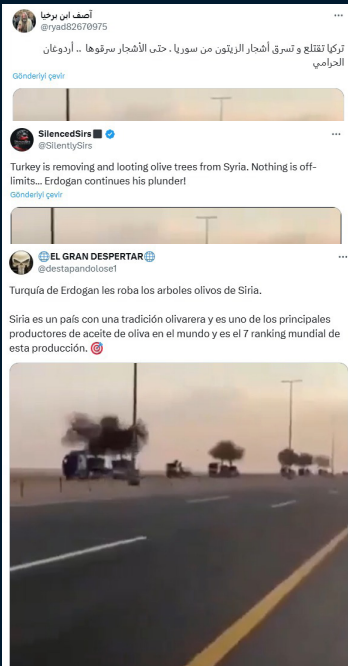 آصف ابن برخيا
@ryad82670975
تركيا تقتلع و تسرق أشجار الزيتون من سوريا . حتى الأشجار سرقوها .. أردوغان
الحرامي
Gönderiyi çevir
SilencedSirs
@SilentlySirs
Turkey is removing and looting olive trees from Syria. Nothing is off-
limits... Erdogan continues his plunder!
Gönderiyi çevir
EL GRAN DESPERTAR
@destapandolose1
Turquía de Erdogan les roba los arboles olivos de Siria.
Siria es un país con una tradición olivarera y es uno de los principales
productores de aceite de oliva en el mundo y es el 7 ranking mundial de
esta producción.